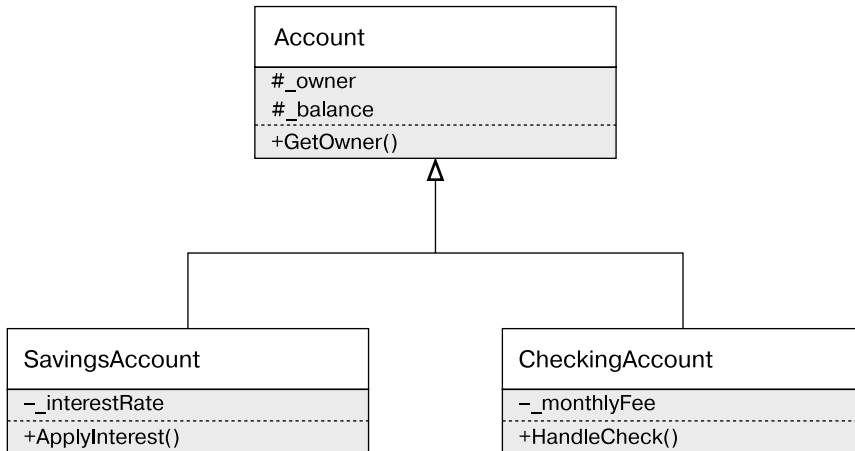 Account
#_owner
#_balance
+GetOwner()
SavingsAccount
–_interestRate
+ApplyInterest()
CheckingAccount
–_monthlyFee
+HandleCheck()